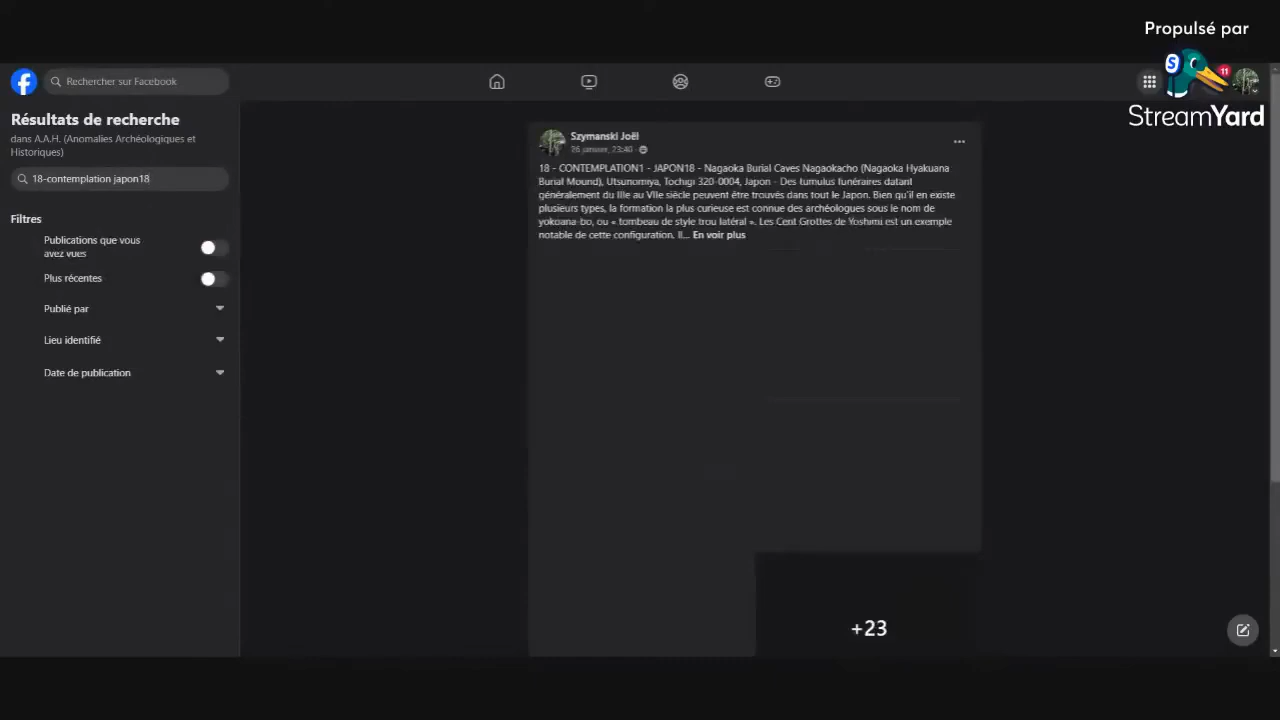 Propulsé par
StreamYard
11
Rechercher sur Facebook
Résultats de recherche
dans A.A.H. (Anomalies Archéologiques et
Historiques)
18-contemplation japon18
Filtres
Publications que vous
avez vues
Plus récentes
Publié par
Lieu identifié
Date de publication
Szymanski Joël
26 janvier, 23:40
18 - CONTEMPLATION1 - JAPON18 - Nagaoka Burial Caves Nagaokacho (Nagaoka Hyakuana
Burial Mound), Utsunomiya, Tochigi 320-0004, Japon - Des tumulus funéraires datant
généralement du IIIe au VIIe siècle peuvent être trouvés dans tout le Japon. Bien qu'il en existe
plusieurs types, la formation la plus curieuse est connue des archéologues sous le nom de
yokoana-bo, ou « tombeau de style trou latéral ». Les Cent Grottes de Yoshimi est un exemple
notable de cette configuration. Il... En voir plus
+23